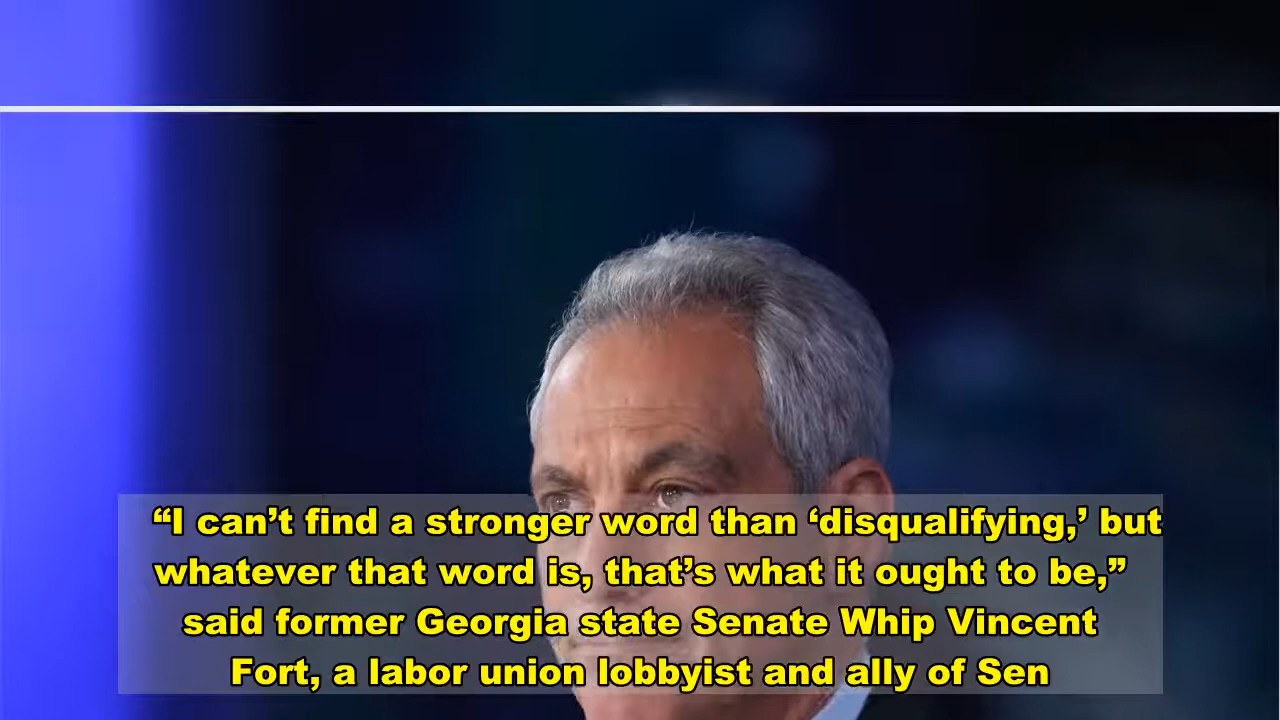 “I can’t find a stronger word than ‘disqualifying,’ but
whatever that word is, that’s what it ought to be,”
said former Georgia state Senate Whip Vincent
Fort, a labor union lobbyist and ally of Sen